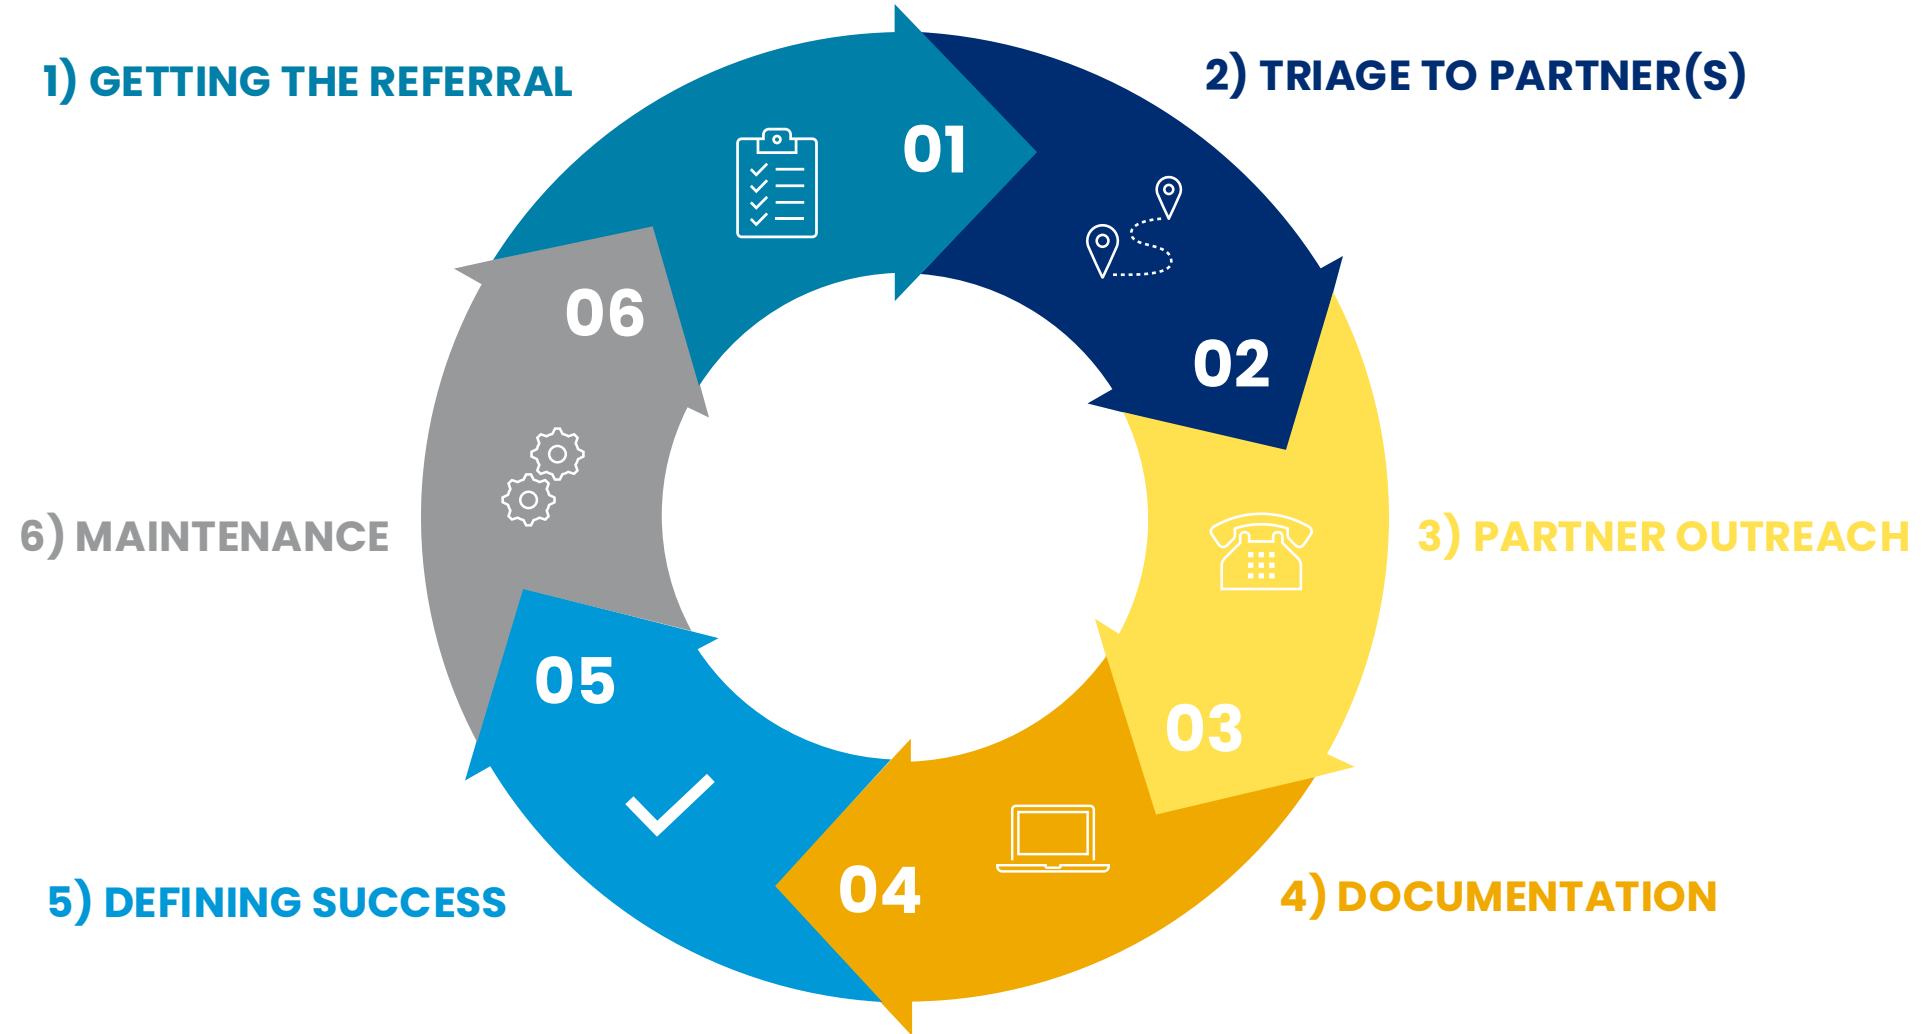 1) GETTING THE REFERRAL
2) TRIAGE TO PARTNER(S)
01
06
02
6) MAINTENANCE
3) PARTNER OUTREACH
05
03
04
5) DEFINING SUCCESS
4) DOCUMENTATION